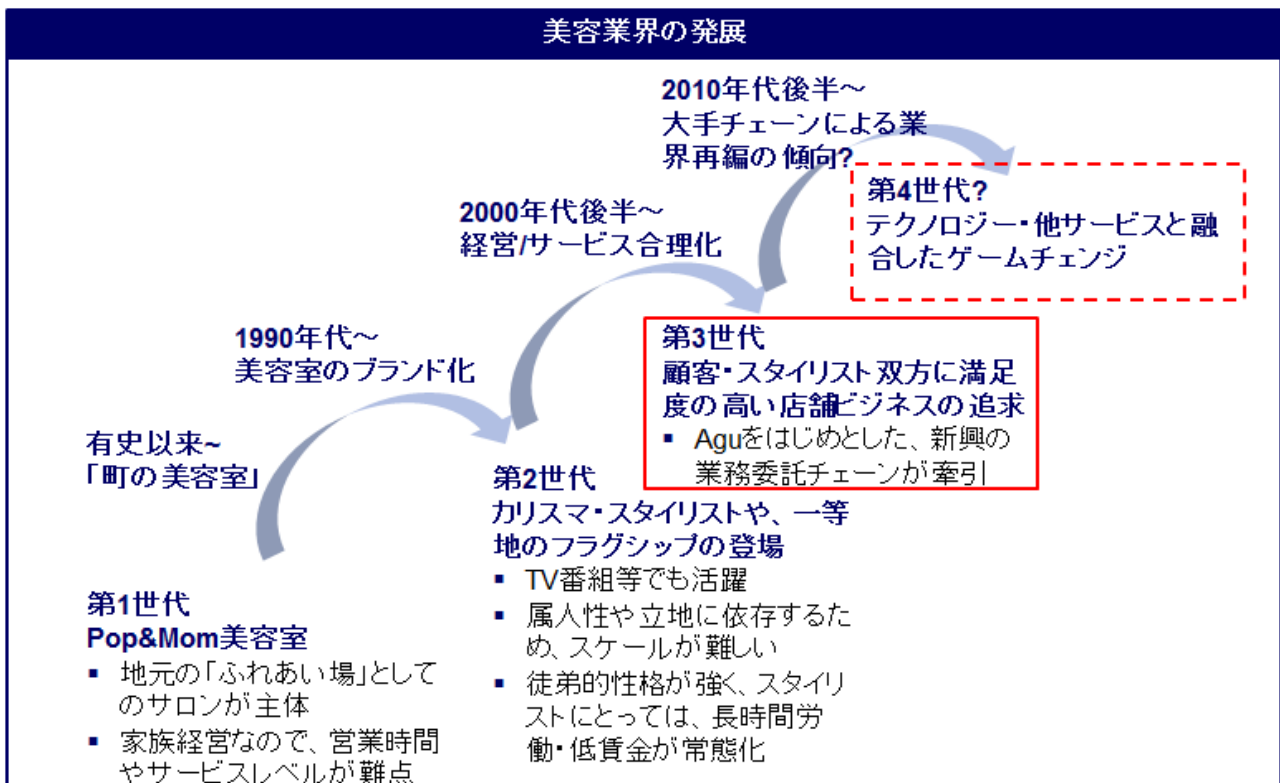 美容業界の発展
2010年代後半～
大手チェーンによる業
界再編の傾向?
第4世代?
テクノロジー・他サービスと融
合したゲームチェンジ
2000年代後半～
経営/サービス合理化
1990年代～
美容室のブランド化
第3世代
顧客・スタイリスト双方に満足
度の高い店舗ビジネスの追求
▪ Aguをはじめとした、新興の
業務委託チェーンが牽引
有史以来~
「町の美容室」
第2世代
カリスマ・スタイリストや、一等
地のフラグシップの登場
▪ TV番組等でも活躍
▪ 属人性や立地に依存するた
め、スケールが難しい
▪ 徒弟的性格が強く、スタイリ
ストにとっては、長時間労
働・低賃金が常態化
第1世代
Pop&Mom美容室
▪ 地元の「ふれあい場」として
のサロンが主体
▪ 家族経営なので、営業時間
やサービスレベルが難点